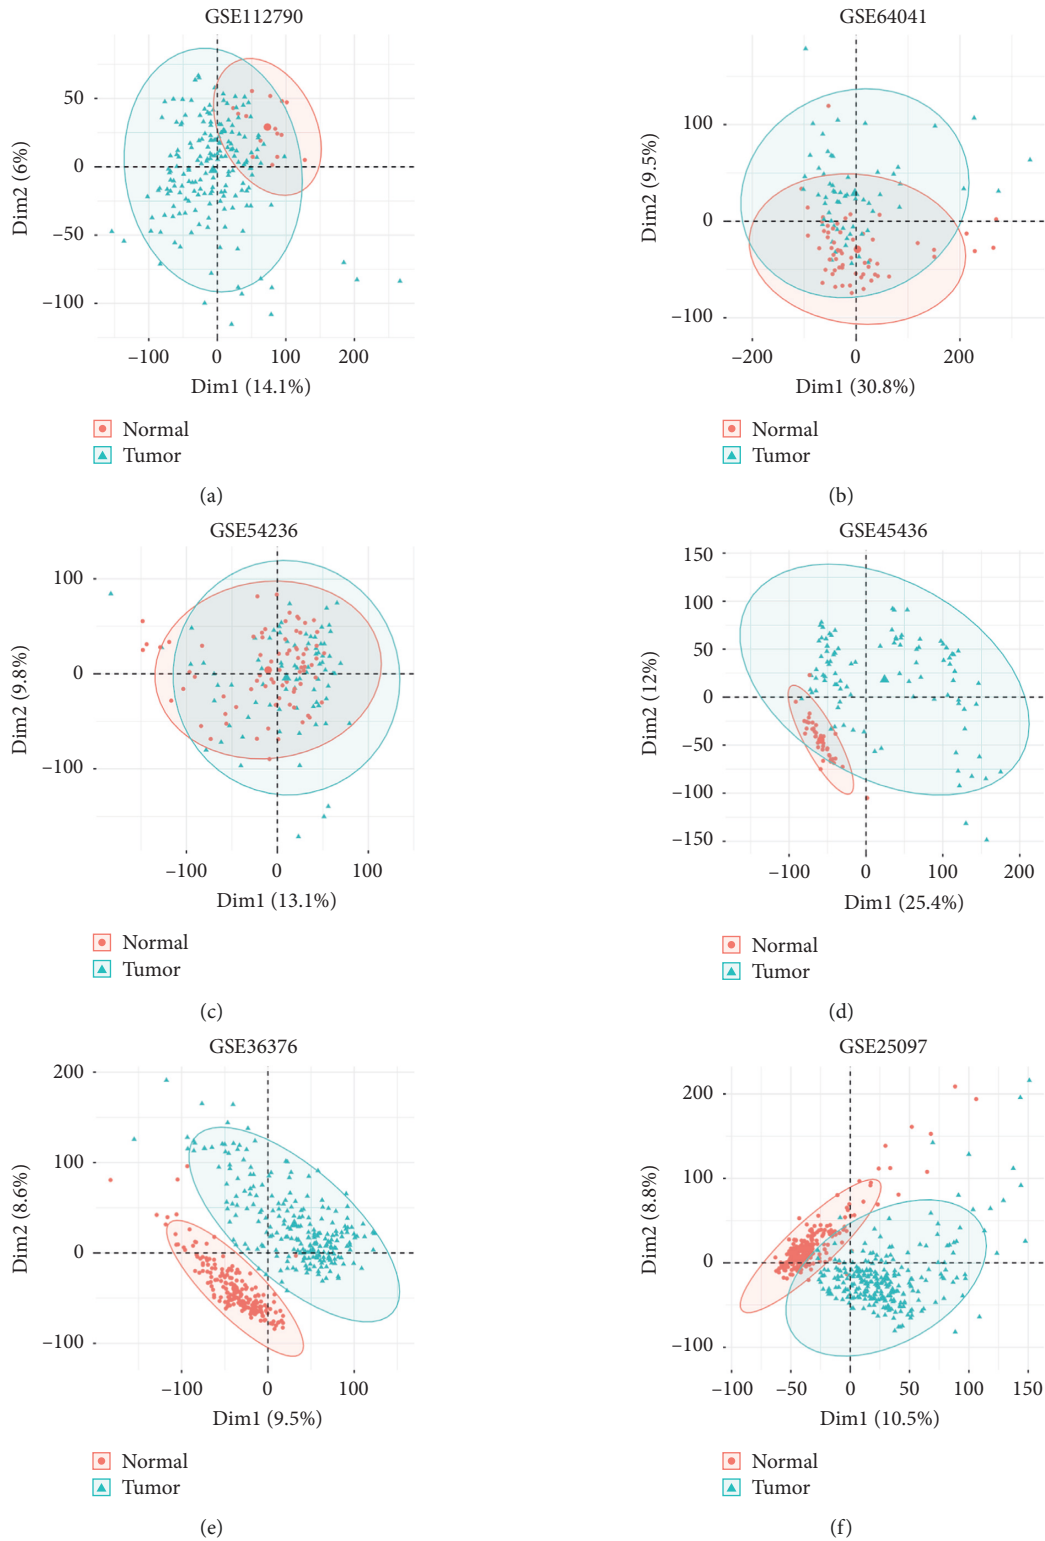 GSE112790
50
0
−50
−100
Dim2 (6%)
−100 0 100 200
Dim1 (14.1%)
Normal
Tumor
(a)
GSE64041
100
0
−100
Dim2 (9.5%)
−200 0 200
Dim1 (30.8%)
Normal
Tumor
(b)
GSE54236
100
0
−100
Dim2 (9.8%)
−100 0 100
Dim1 (13.1%)
Normal
Tumor
(c)
GSE45436
150
100
50
0
−50
−100
−150
Dim2 (12%)
−100 0 100 200
Dim1 (25.4%)
Normal
Tumor
(d)
GSE36376
200
100
0
−100
Dim2 (8.6%)
−100 0 100
Dim1 (9.5%)
Normal
Tumor
(e)
GSE25097
200
100
0
−100
Dim2 (8.8%)
−100 −50 0 50 100 150
Dim1 (10.5%)
Normal
Tumor
(f)